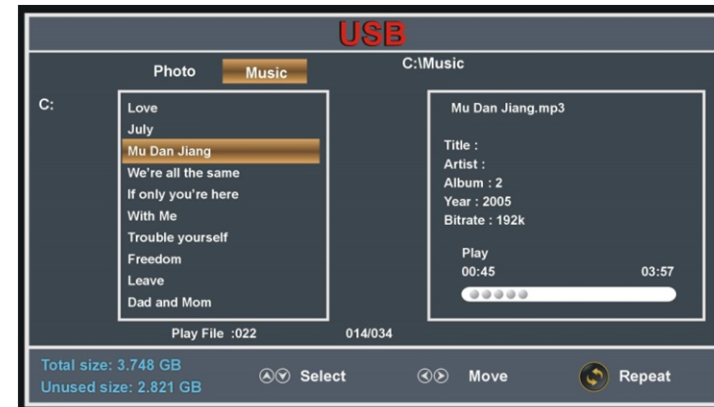 USB
Photo Music C:\Music
C:
Love
July
Mu Dan Jiang
We're all the same
If only you're here
With Me
Trouble yourself
Freedom
Leave
Dad and Mom
Mu Dan Jiang.mp3
Title :
Artist :
Album : 2
Year : 2005
Bitrate : 192k
Play
00:45 03:57
Play File :022 014/034
Total size: 3.748 GB
Unused size: 2.821 GB
Select Move Repeat